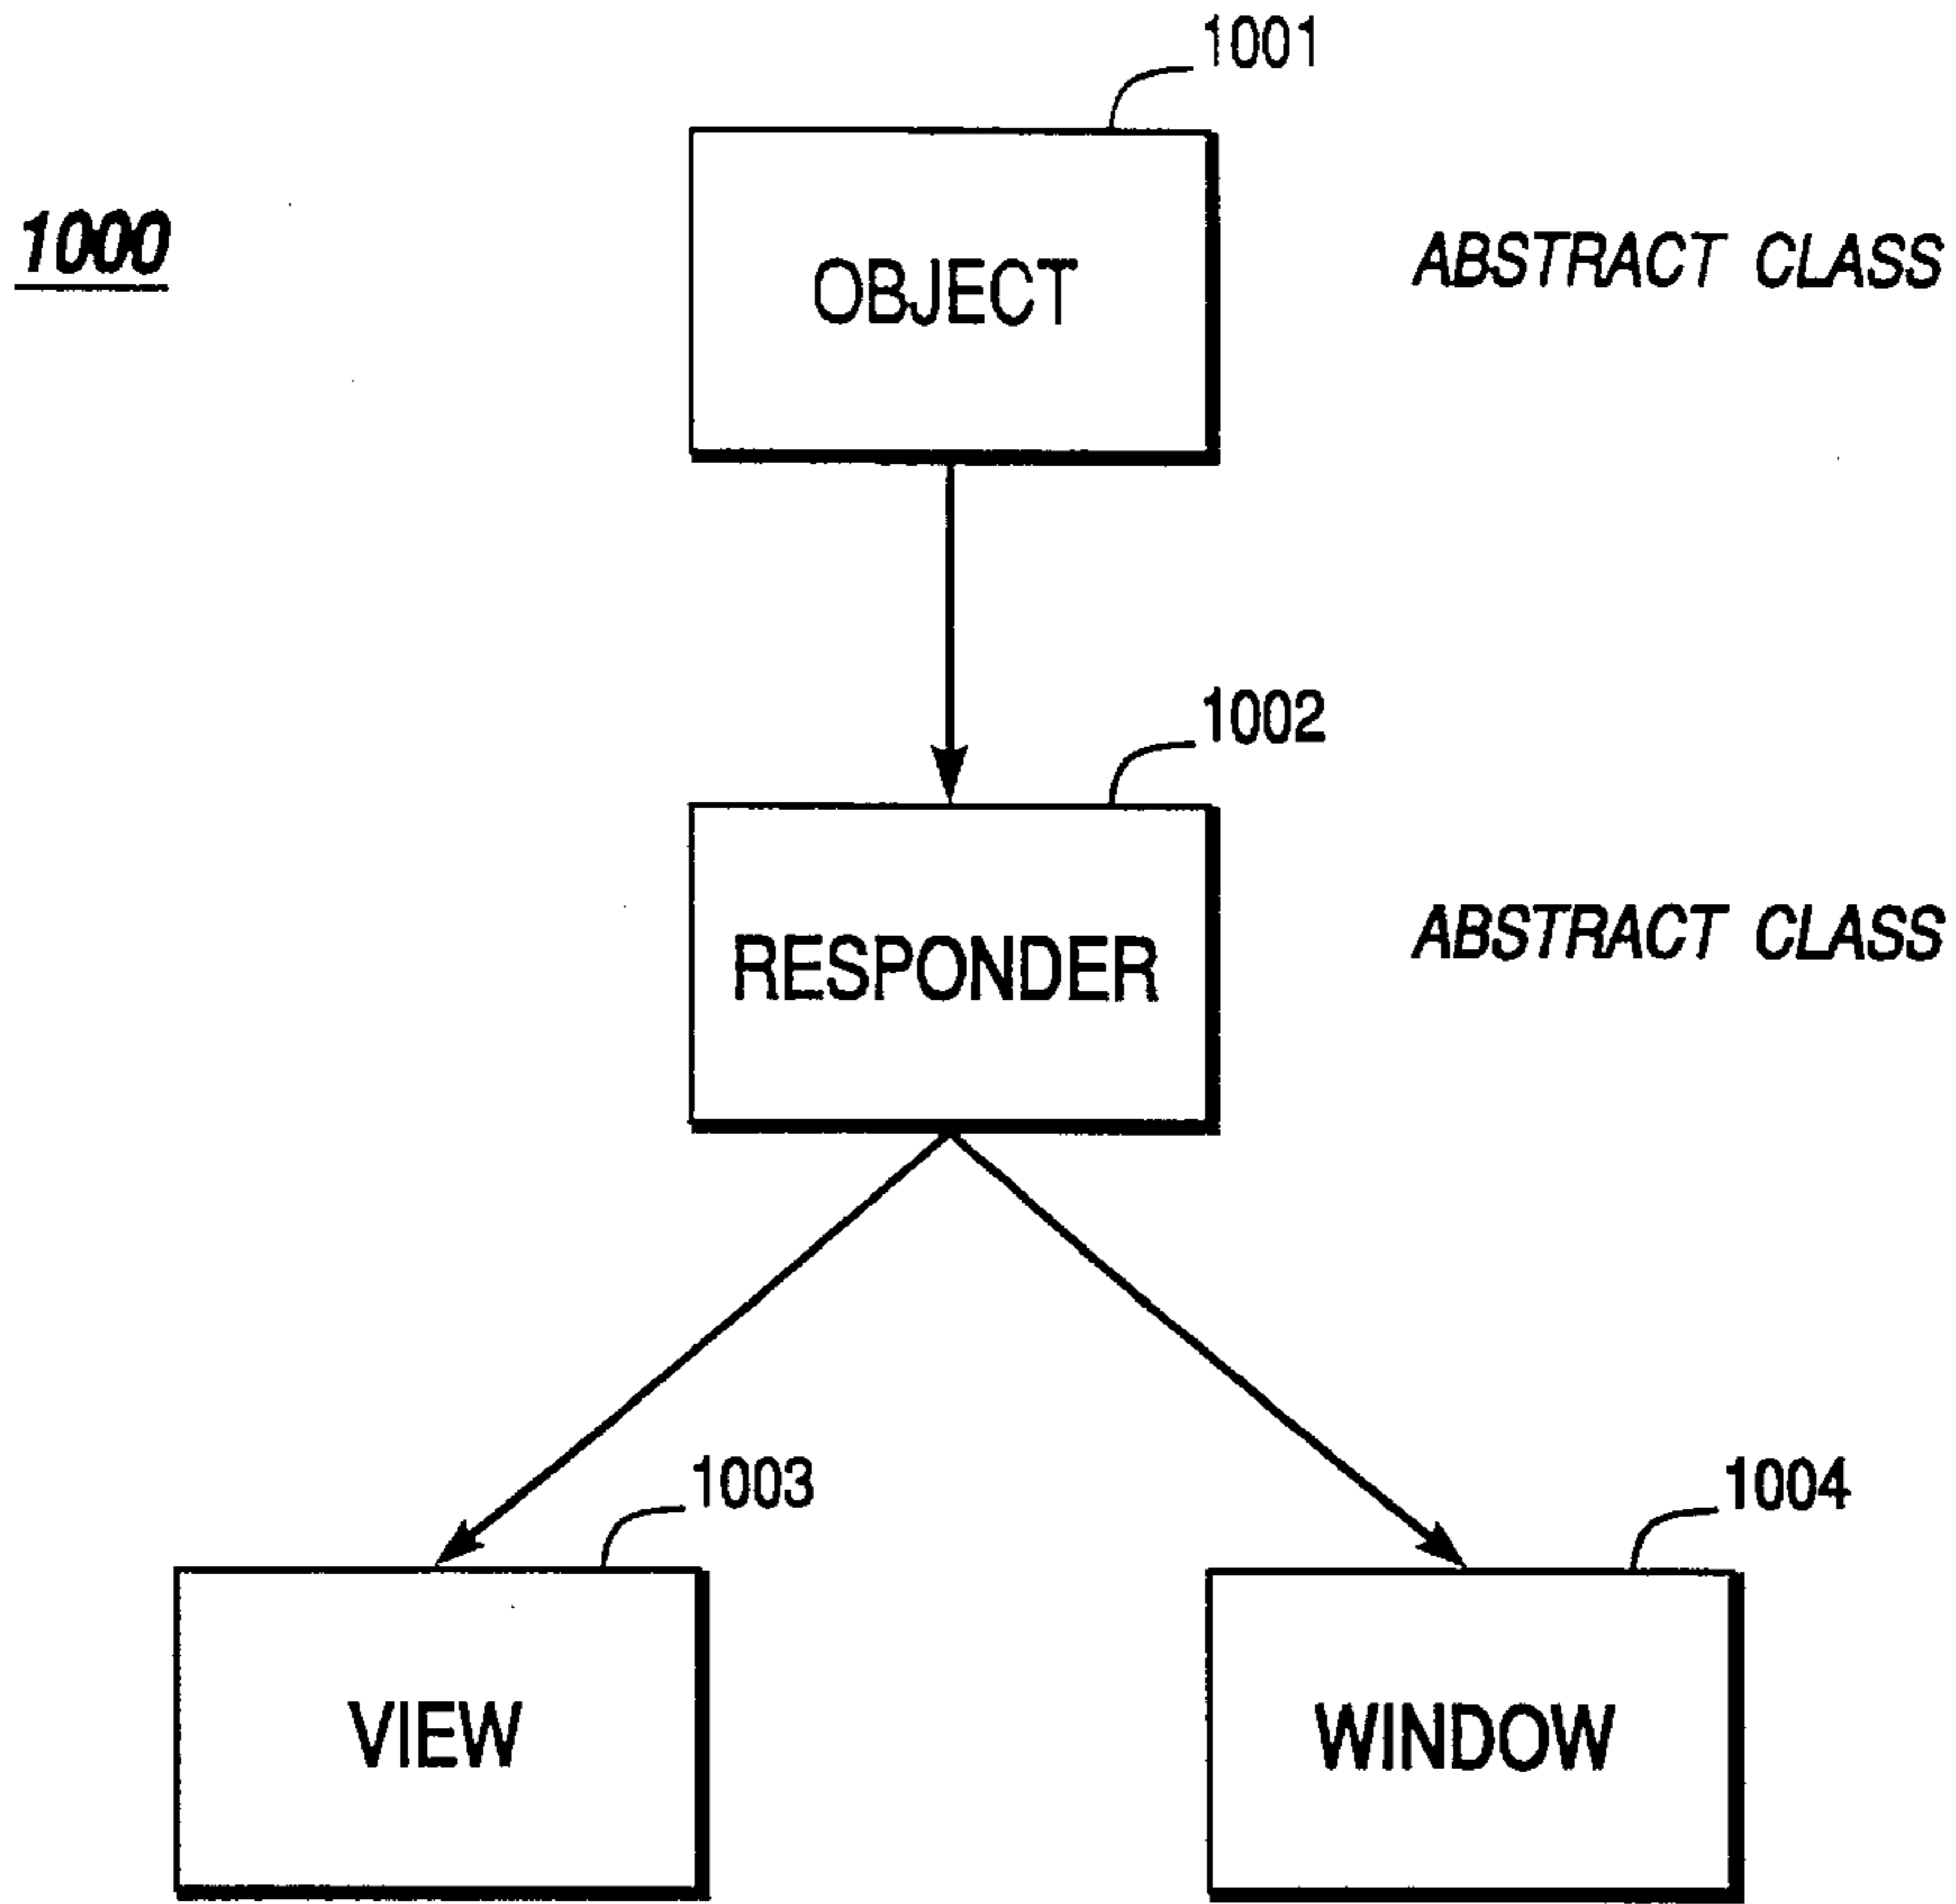 1001
1000
OBJECT
ABSTRACT CLASS
1002
RESPONDER
ABSTRACT CLASS
1003
1004
VIEW
WINDOW